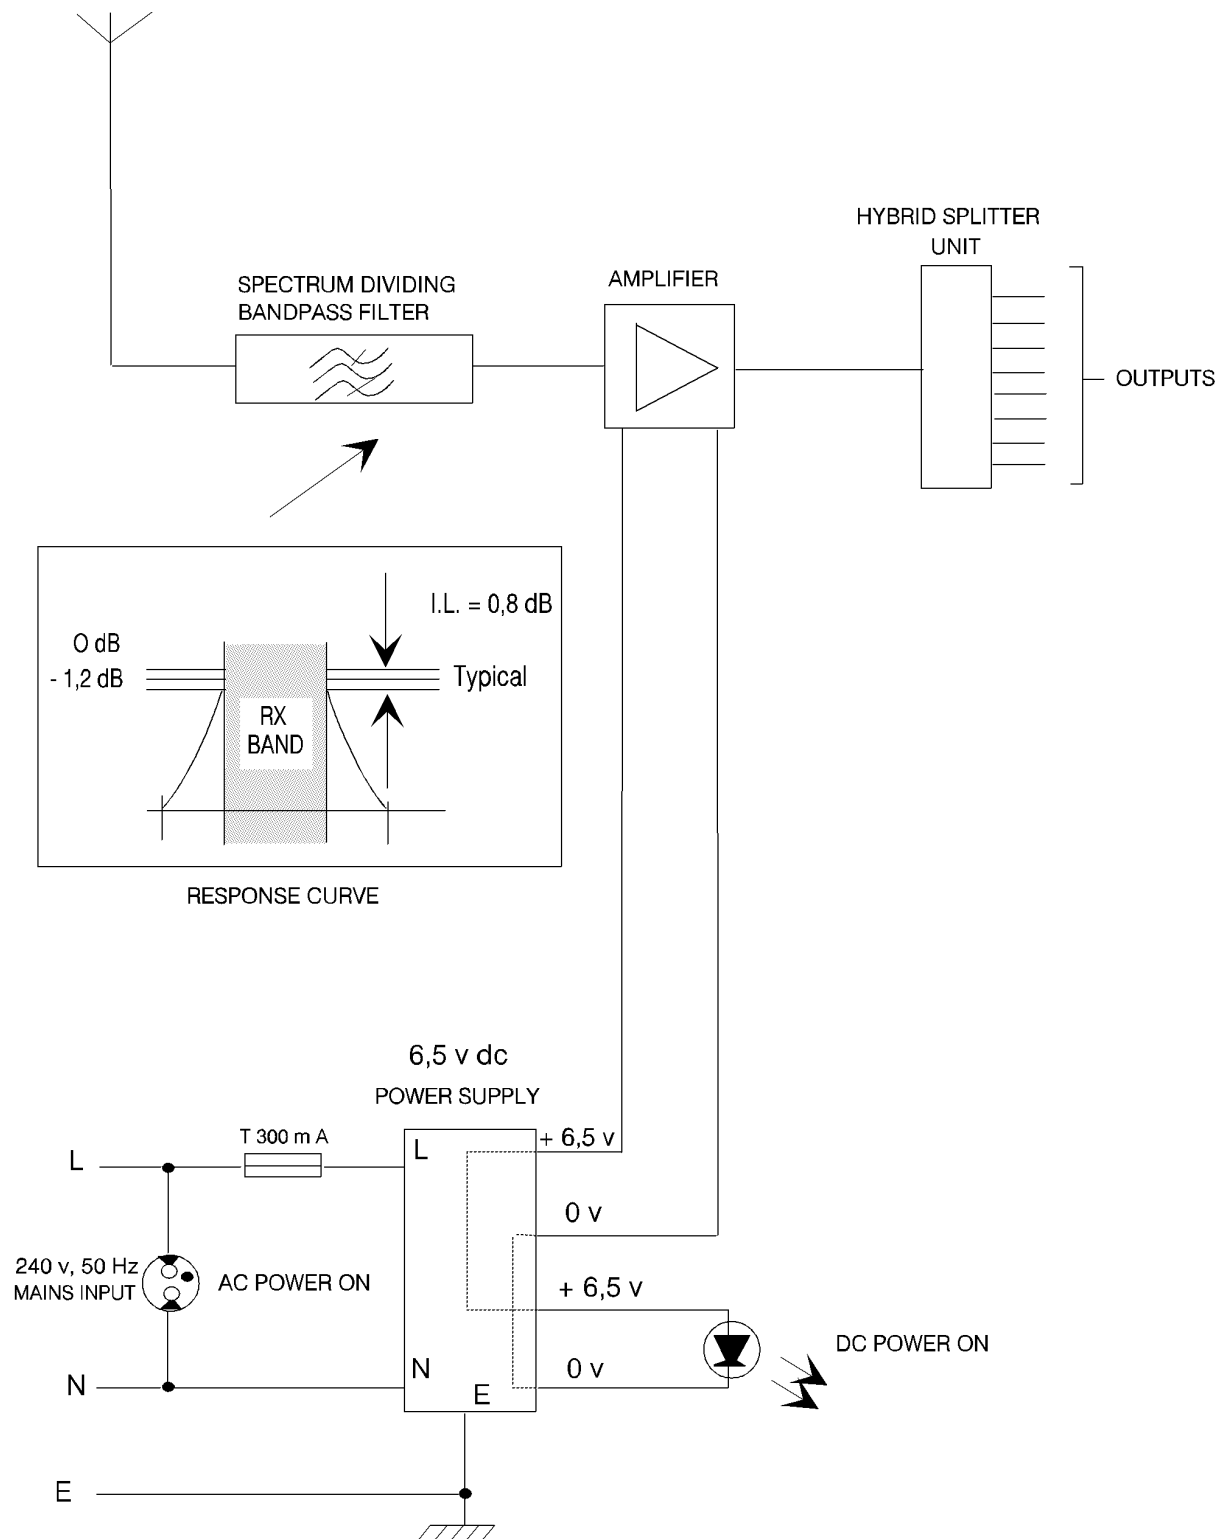 HYBRID SPLITTER
UNIT
SPECTRUM DIVIDING
BANDPASS FILTER
AMPLIFIER
OUTPUTS
I.L. = 0,8 dB
O dB
- 1,2 dB
Typical
RX
BAND
RESPONSE CURVE
6,5 v dc
POWER SUPPLY
T 300 m A
L
L
+ 6,5 v
0 v
240 v, 50 Hz
MAINS INPUT
AC POWER ON
+ 6,5 v
DC POWER ON
N
N
0 v
E
E